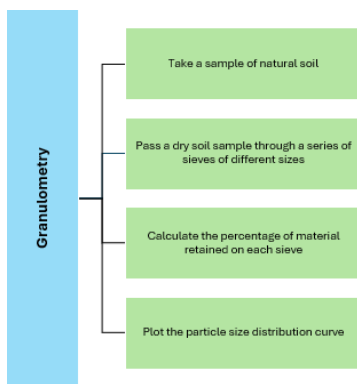 Granulometry
Take a sample of natural soil
Pass a dry soil sample through a series of
sieves of different sizes
Calculate the percentage of material
retained on each sieve
Plot the particle size distribution curve